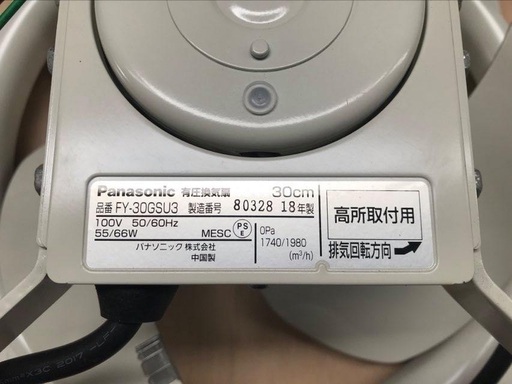 Panasonic 有圧換気扇 30cm
品番 FY-30GSU3 製造番号 80328 18年製
100V 50/60Hz
55/66W MESC PS E
0Pa
1740/1980
(m³/h)
パナソニック株式会社
中国製
高所取付用
排気回転方向
2017